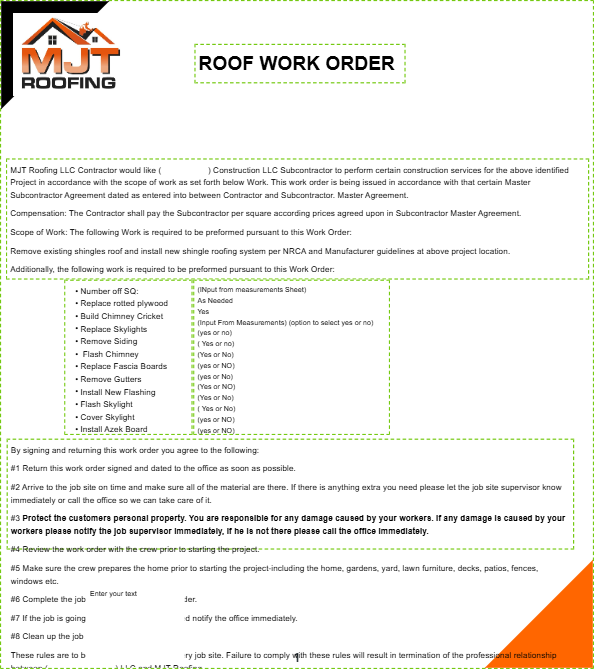 MJT
ROOFING
ROOF WORK ORDER
MJT Roofing LLC Contractor would like ( ) Construction LLC Subcontractor to perform certain construction services for the above identified
Project in accordance with the scope of work as set forth below Work. This work order is being issued in accordance with that certain Master
Subcontractor Agreement dated as entered into between Contractor and Subcontractor. Master Agreement.
Compensation: The Contractor shall pay the Subcontractor per square according prices agreed upon in Subcontractor Master Agreement.
Scope of Work: The following Work is required to be preformed pursuant to this Work Order:
Remove existing shingles roof and install new shingle roofing system per NRCA and Manufacturer guidelines at above project location.
Additionally, the following work is required to be preformed pursuant to this Work Order:
• Number off SQ:
• Replace rotted plywood
• Build Chimney Cricket
• Replace Skylights
• Remove Siding
• Flash Chimney
• Replace Fascia Boards
• Remove Gutters
• Install New Flashing
• Flash Skylight
• Cover Skylight
• Install Azek Board
(INput from measurements Sheet)
As Needed
Yes
(Input From Measurements) (option to select yes or no)
(yes or no)
( Yes or no)
(Yes or No)
(yes or NO)
(yes or No)
(Yes or NO)
(Yes or No)
( Yes or No)
(yes or NO)
(yes or No)
By signing and returning this work order you agree to the following:
#1 Return this work order signed and dated to the office as soon as possible.
#2 Arrive to the job site on time and make sure all of the material are there. If there is anything extra you need please let the job site supervisor know
immediately or call the office so we can take care of it.
#3 Protect the customers personal property. You are responsible for any damage caused by your workers. If any damage is caused by your
workers please notify the job supervisor immediately, if he is not there please call the office immediately.
#4 Review the work order with the crew prior to starting the project.
#5 Make sure the crew prepares the home prior to starting the project-including the home, gardens, yard, lawn furniture, decks, patios, fences,
windows etc.
Enter your text
#6 Complete the job der.
#7 If the job is going d notify the office immediately.
#8 Clean up the job
These rules are to b ry job site. Failure to comply with these rules will result in termination of the professional relationship
1
between ( ) LLC and MJT Roofing